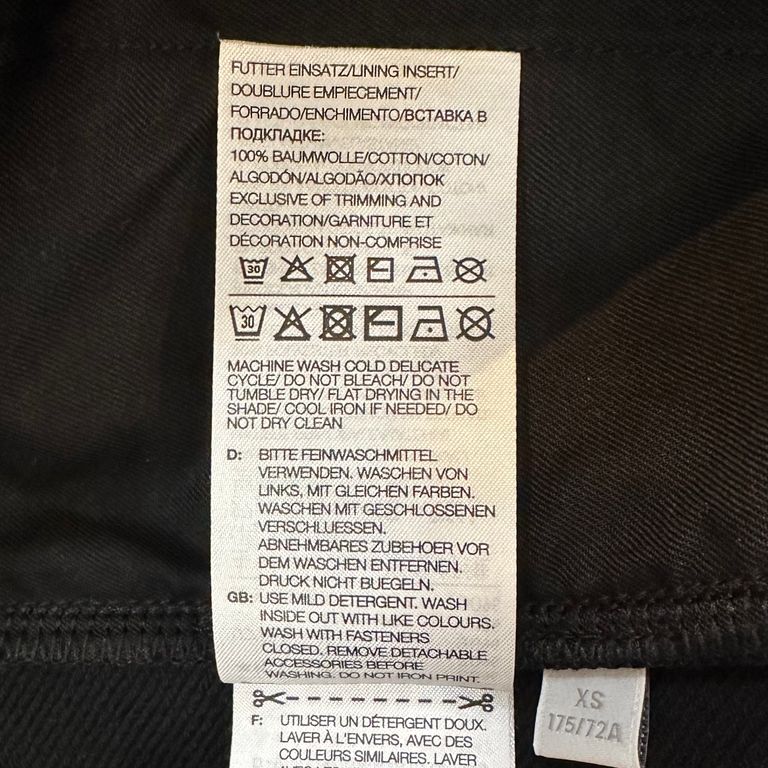 FUTTER EINSATZ/LINING INSERT/
DOUBLURE EMPIECEMENT/
FORRADO/ENCHIMENTO/ВСТАВКА В
ПОДКЛАДКЕ:
100% BAUMWOLLE/COTTON/COTON/
ALGODÓN/ALGODÃO/ХЛОПОК
EXCLUSIVE OF TRIMMING AND
DECORATION/GARNITURE ET
DÉCORATION NON-COMPRISE
30
30
MACHINE WASH COLD DELICATE
CYCLE/ DO NOT BLEACH/ DO NOT
TUMBLE DRY/ FLAT DRYING IN THE
SHADE/ COOL IRON IF NEEDED/ DO
NOT DRY CLEAN
D: BITTE FEINWASCHMITTEL
VERWENDEN. WASCHEN VON
LINKS, MIT GLEICHEN FARBEN.
WASCHEN MIT GESCHLOSSENEN
VERSCHLUESSEN.
ABNEHMBARES ZUBEHOER VOR
DEM WASCHEN ENTFERNEN.
DRUCK NICHT BUEGELN.
GB: USE MILD DETERGENT. WASH
INSIDE OUT WITH LIKE COLOURS.
WASH WITH FASTENERS
CLOSED. REMOVE DETACHABLE
ACCESSORIES BEFORE
WASHING. DO NOT IRON PRINT.
F: UTILISER UN DÉTERGENT DOUX.
LAVER À L'ENVERS, AVEC DES
COULEURS SIMILAIRES. LAVER
XS
175/72A